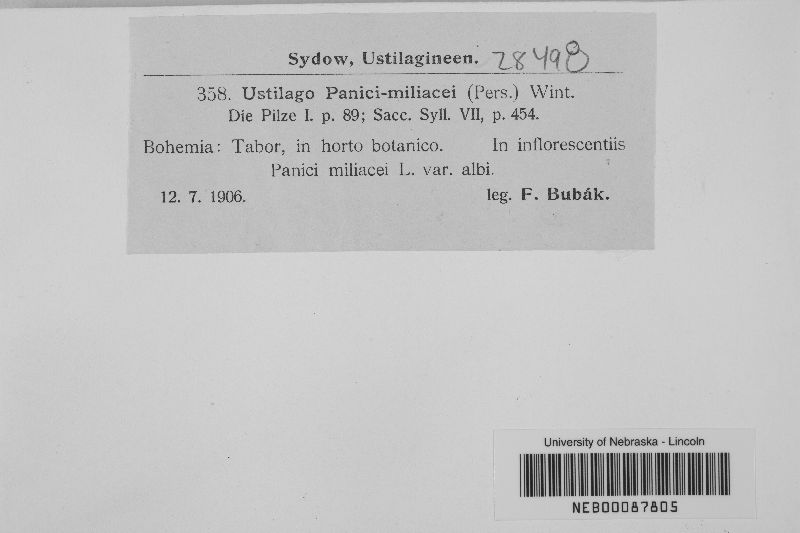 Sydow, Ustilagineen. 28498
358. Ustilago Panici-miliacei (Pers.) Wint.
Die Pilze I. p. 89; Sacc. Syll. VII, p. 454.
Bohemia: Tabor, in horto botanico. In inflorescentiis
Panici miliacei L. var. albi.
12. 7. 1906. leg. F. Bubák.
University of Nebraska - Lincoln
NEB00087805